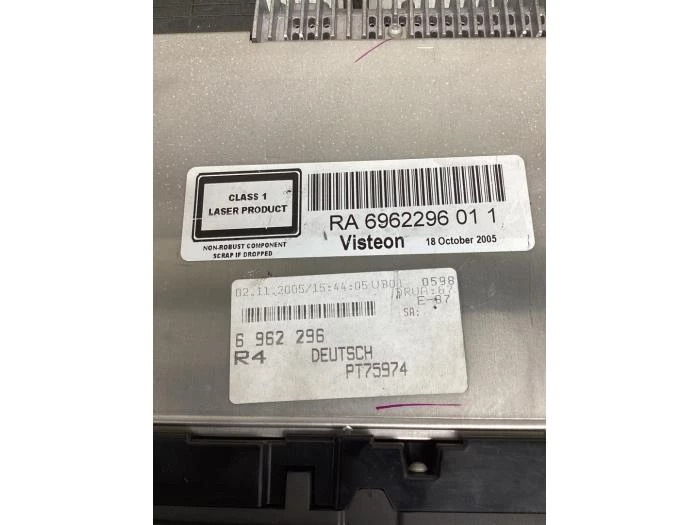 CLASS 1
LASER PRODUCT
NON-ROBUST COMPONENT
SCRAP IF DROPPED
RA 6962296 01 1
Visteon 18 October 2005
02.11.2005/15:44:05 0598
E-87
SA:
6 962 296
R4 DEUTSCH
PT75974